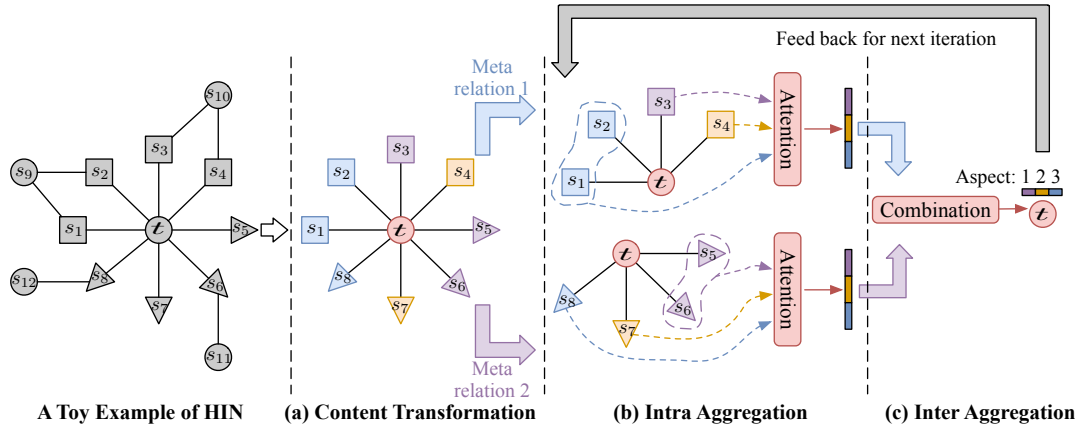 Feed back for next iteration
Meta
relation 1
s10
s3
s9
s2
s4
s1
t
s5
s12
s8
s6
s7
s11
s3
s2
s4
s1
t
s5
s8
s6
s7
s3
s2
s4
s1
t
Attention
s5
t
s8
s6
s7
Attention
Aspect: 1 2 3
Combination
t
Meta
relation 2
A Toy Example of HIN
(a) Content Transformation
(b) Intra Aggregation
(c) Inter Aggregation